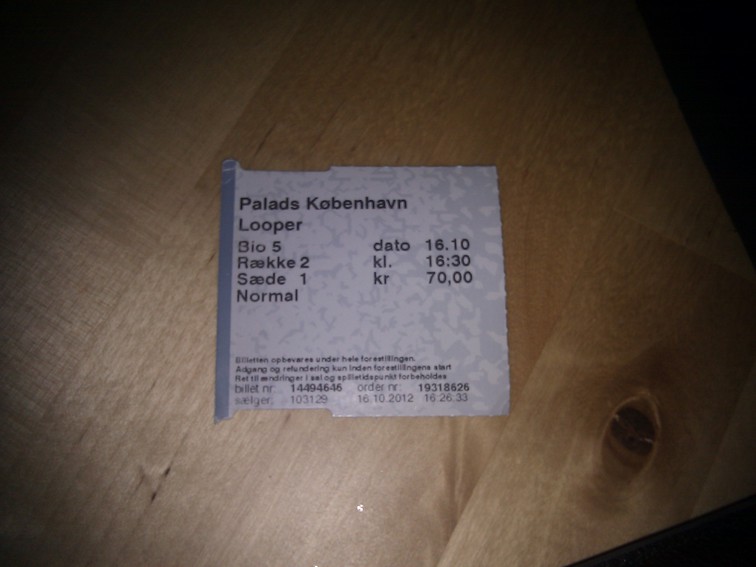 Palads København
Looper
Bio 5 dato 16.10
Række 2 kl. 16:30
Sæde 1 kr 70,00
Normal
Billetten opbevares under hele forestillingen.
Adgang og refundering kun inden forestillingens start
Ret til ændringer i sal og spilletidspunkt forbeholdes
billet nr: 14494646 order nr: 19318626
sælger: 103129 16.10.2012 16:26:33